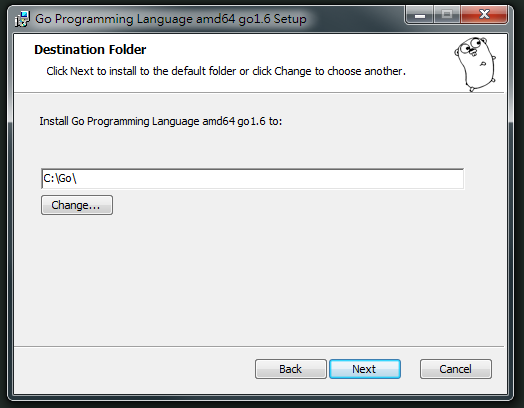 Go Programming Language amd64 go1.6 Setup
Destination Folder
Click Next to install to the default folder or click Change to choose another.
Install Go Programming Language amd64 go1.6 to:
C:\Go\
Change...
Back Next Cancel